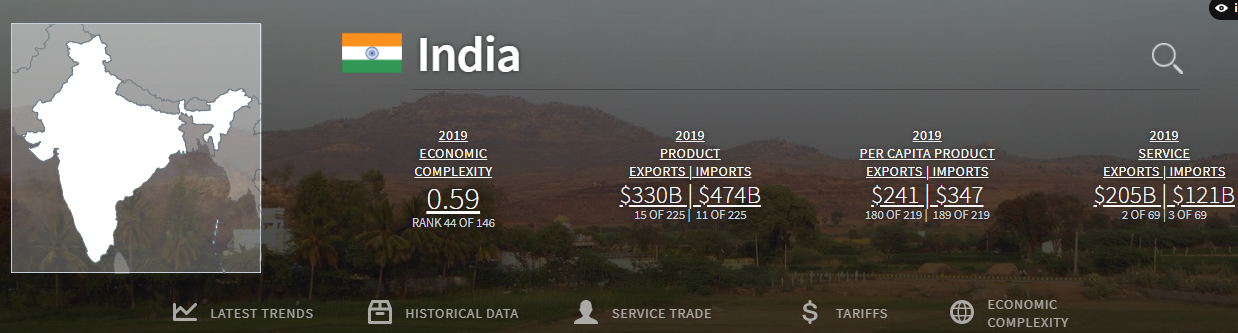 India
2019
ECONOMIC
COMPLEXITY
0.59
RANK 44 OF 146
2019
PRODUCT
EXPORTS | IMPORTS
$330B | $474B
15 OF 225 | 11 OF 225
2019
PER CAPITA PRODUCT
EXPORTS | IMPORTS
$241 | $347
180 OF 219 | 189 OF 219
2019
SERVICE
EXPORTS | IMPORTS
$205B | $121B
2 OF 69 | 3 OF 69
LATEST TRENDS
HISTORICAL DATA
SERVICE TRADE
TARIFFS
ECONOMIC
COMPLEXITY